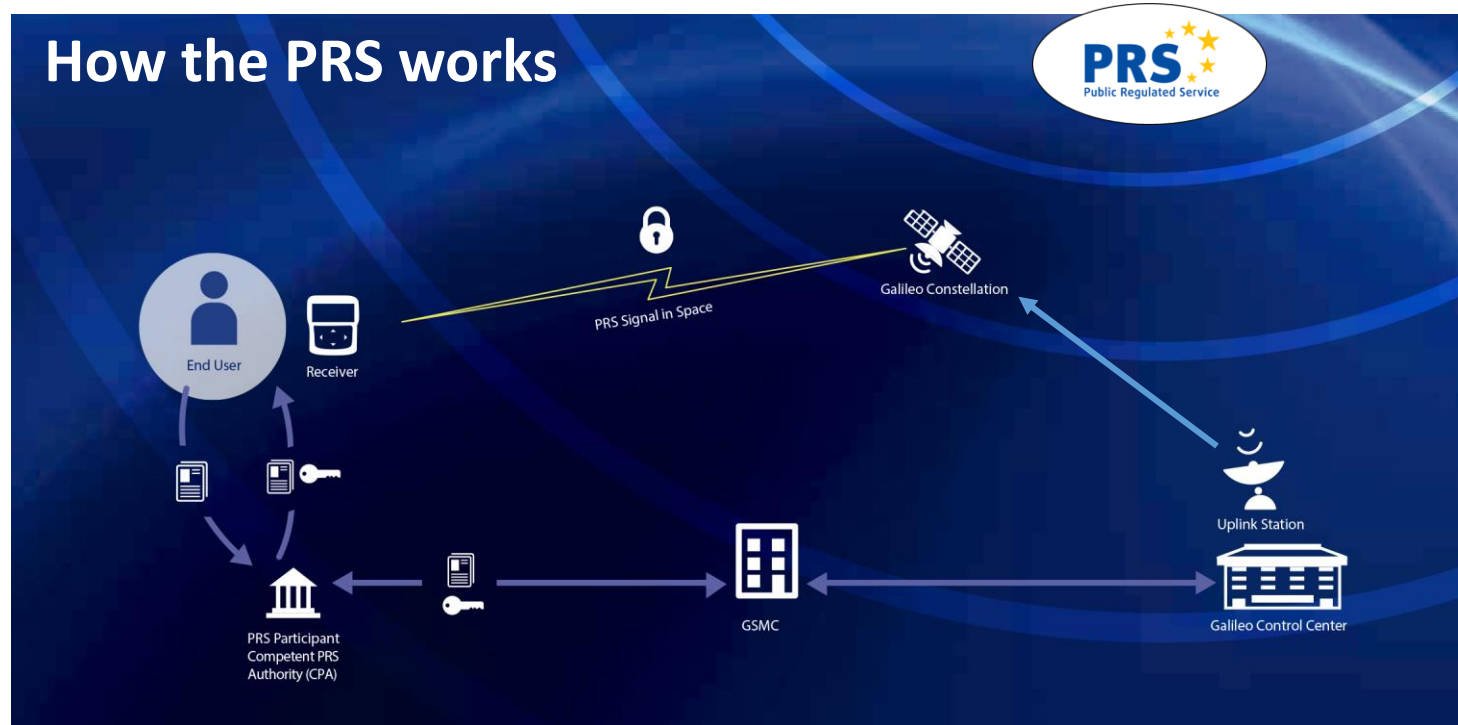 How the PRS works
PRS
Public Regulated Service
Galileo Constellation
PRS Signal in Space
End User
Receiver
Uplink Station
PRS Participant
Competent PRS
Authority (CPA)
GSMC
Galileo Control Center